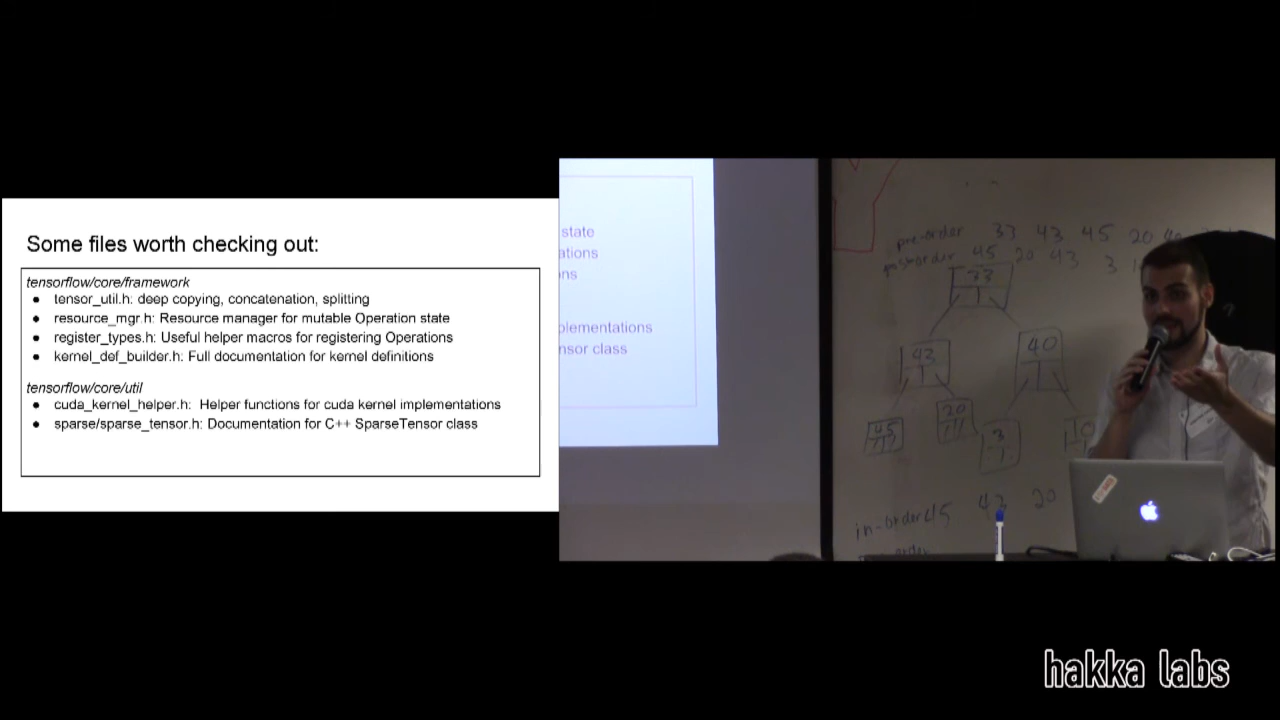 Some files worth checking out:
tensorflow/core/framework
● tensor_util.h: deep copying, concatenation, splitting
● resource_mgr.h: Resource manager for mutable Operation state
● register_types.h: Useful helper macros for registering Operations
● kernel_def_builder.h: Full documentation for kernel definitions
tensorflow/core/util
● cuda_kernel_helper.h: Helper functions for cuda kernel implementations
● sparse/sparse_tensor.h: Documentation for C++ SparseTensor class
state
ations
ns
plementations
nsor class
pre-order 33 43 45 20
postorder 45 20 43 3
33
43 40
45 20 3 10
in-order 45 43 20
order
hakka labs